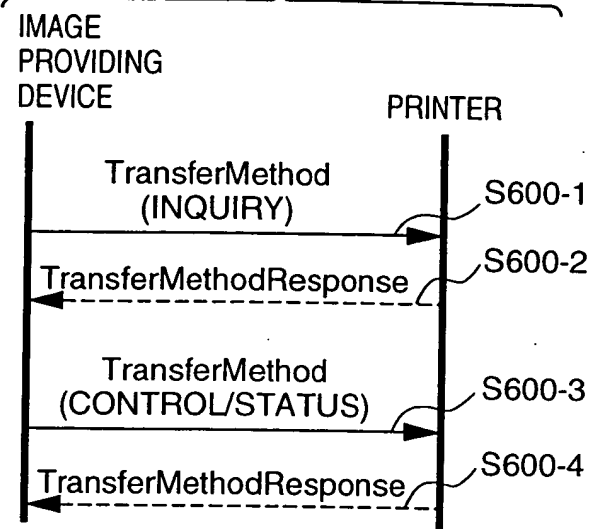 IMAGE
PROVIDING
DEVICE
PRINTER
TransferMethod
(INQUIRY)
S600-1
TransferMethodResponse
S600-2
TransferMethod
(CONTROL/STATUS)
S600-3
TransferMethodResponse
S600-4